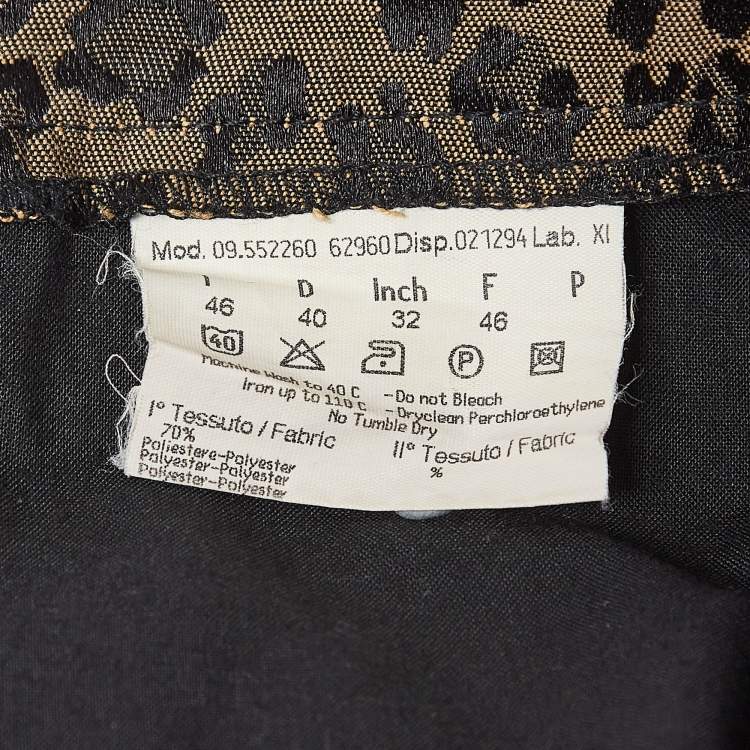 Mod. 09.552260 62960 Disp.021294 Lab. XI
I D Inch F P
46 40 32 46
40 P
Machine Wash to 40 C - Do not Bleach
Iron up to 110 C - Dryclean Perchloroethylene
No Tumble Dry
I° Tessuto / Fabric II° Tessuto / Fabric
70% %
Poliestere-Polyester
Polyester-Polyester
Polyester-Polyester